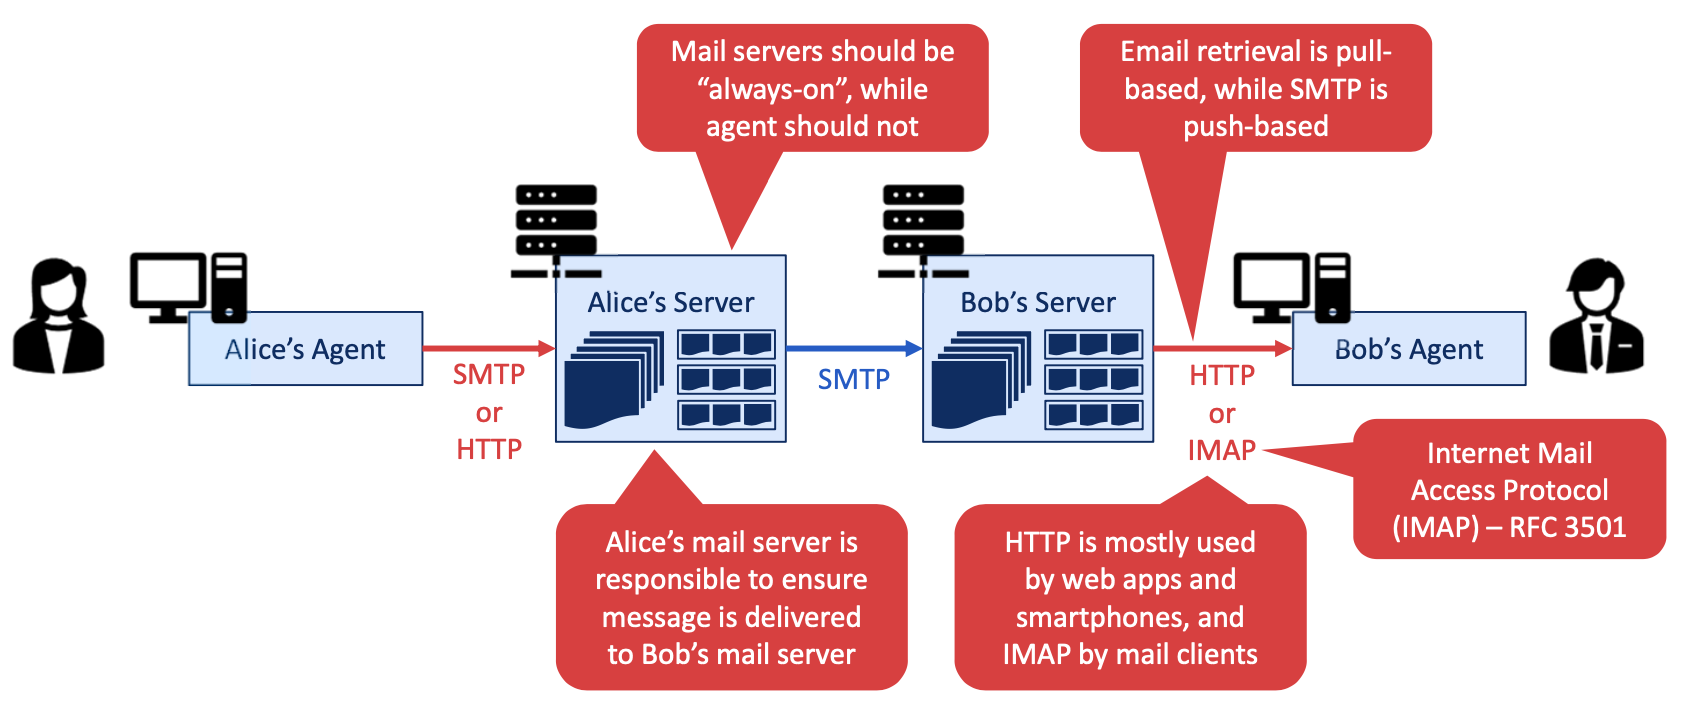 Mail servers should be
“always-on”, while
agent should not
Email retrieval is pull-
based, while SMTP is
push-based
Alice’s Agent
SMTP
or
HTTP
Alice’s Server
SMTP
Bob’s Server
HTTP
or
IMAP
Bob’s Agent
Internet Mail
Access Protocol
(IMAP) – RFC 3501
Alice’s mail server is
responsible to ensure
message is delivered
to Bob’s mail server
HTTP is mostly used
by web apps and
smartphones, and
IMAP by mail clients